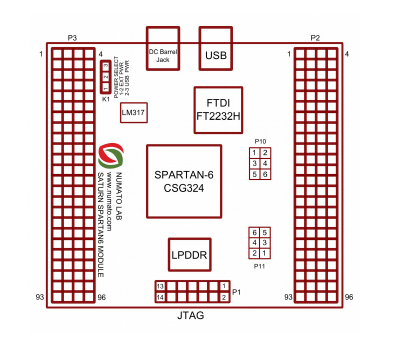 P3
P2
DC Barrel
Jack
USB
1
4
1
4
3
2
1
K1
POWER SELECT
1-2 EXT PWR
2-3 USB PWR
LM317
FTDI
FT2232H
P10
1 2
3 4
5 6
SPARTAN-6
CSG324
NUMATO LAB
www.numato.com
SATURN SPARTAN6 MODULE
6 5
4 3
2 1
P11
LPDDR
13 1
14 2
P1
93
96
93
96
JTAG